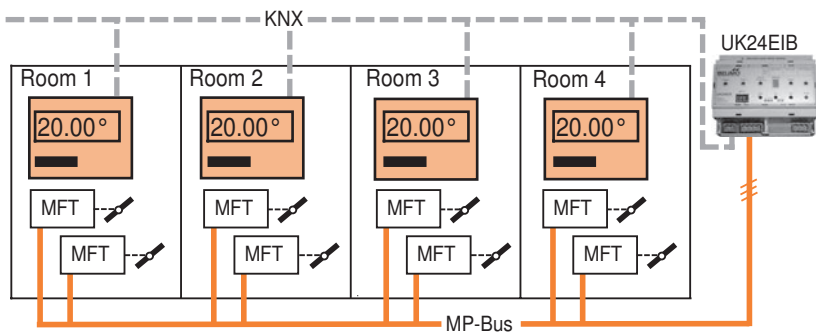 KNX
UK24EIB
Room 1
Room 2
Room 3
Room 4
20.00°
20.00°
20.00°
20.00°
MFT
MFT
MFT
MFT
MFT
MFT
MFT
MFT
MP-Bus